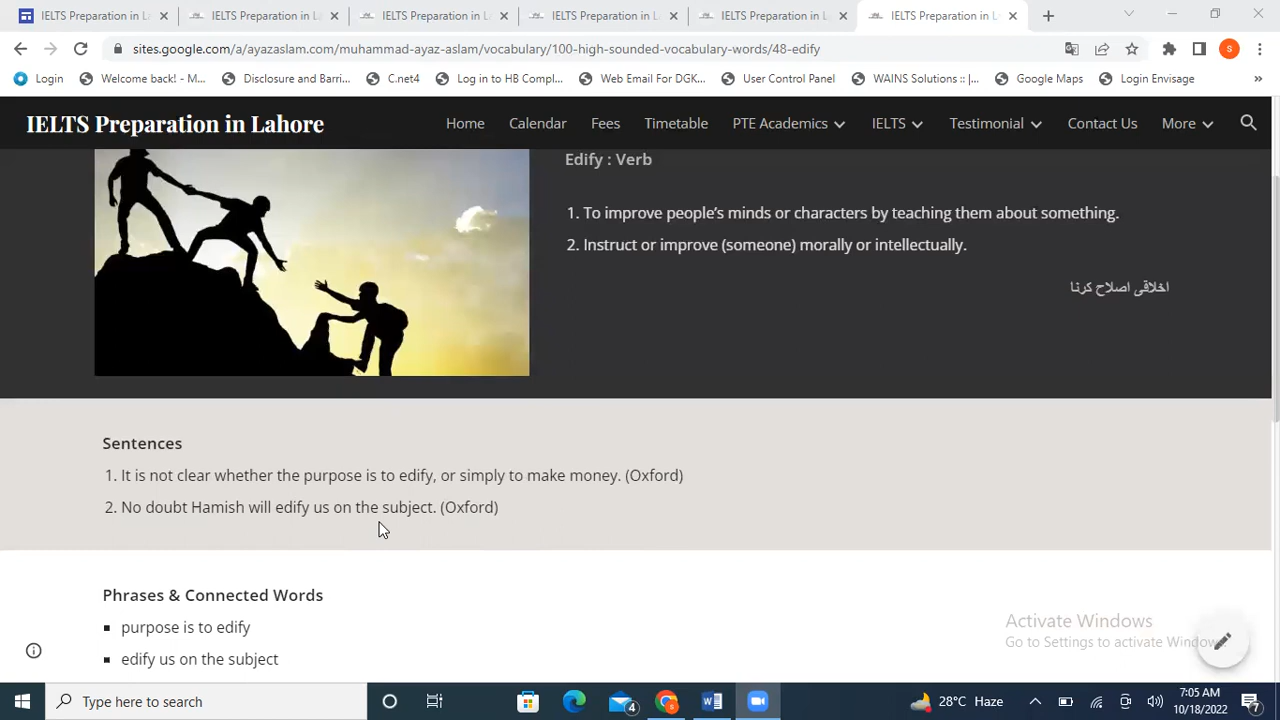 IELTS Preparation in L
IELTS Preparation in L
IELTS Preparation in L
IELTS Preparation in L
IELTS Preparation in L
IELTS Preparation in L
sites.google.com/a/ayazaslam.com/muhammad-ayaz-aslam/vocabulary/100-high-sounded-vocabulary-words/48-edify
S
Login
Welcome back! - M...
Disclosure and Barri...
C.net4
Log in to HB Compl...
Web Email For DGK...
User Control Panel
WAINS Solutions :: |...
Google Maps
Login Envisage
»
IELTS Preparation in Lahore
Home
Calendar
Fees
Timetable
PTE Academics
IELTS
Testimonial
Contact Us
More
Edify : Verb
1. To improve people's minds or characters by teaching them about something.
2. Instruct or improve (someone) morally or intellectually.
اخلاقی اصلاح کرنا
Sentences
1. It is not clear whether the purpose is to edify, or simply to make money. (Oxford)
2. No doubt Hamish will edify us on the subject. (Oxford)
Phrases & Connected Words
▪ purpose is to edify
▪ edify us on the subject
Activate Windows
Go to Settings to activate Windows.
Type here to search
4
28°C Haze
7:05 AM
10/18/2022
7